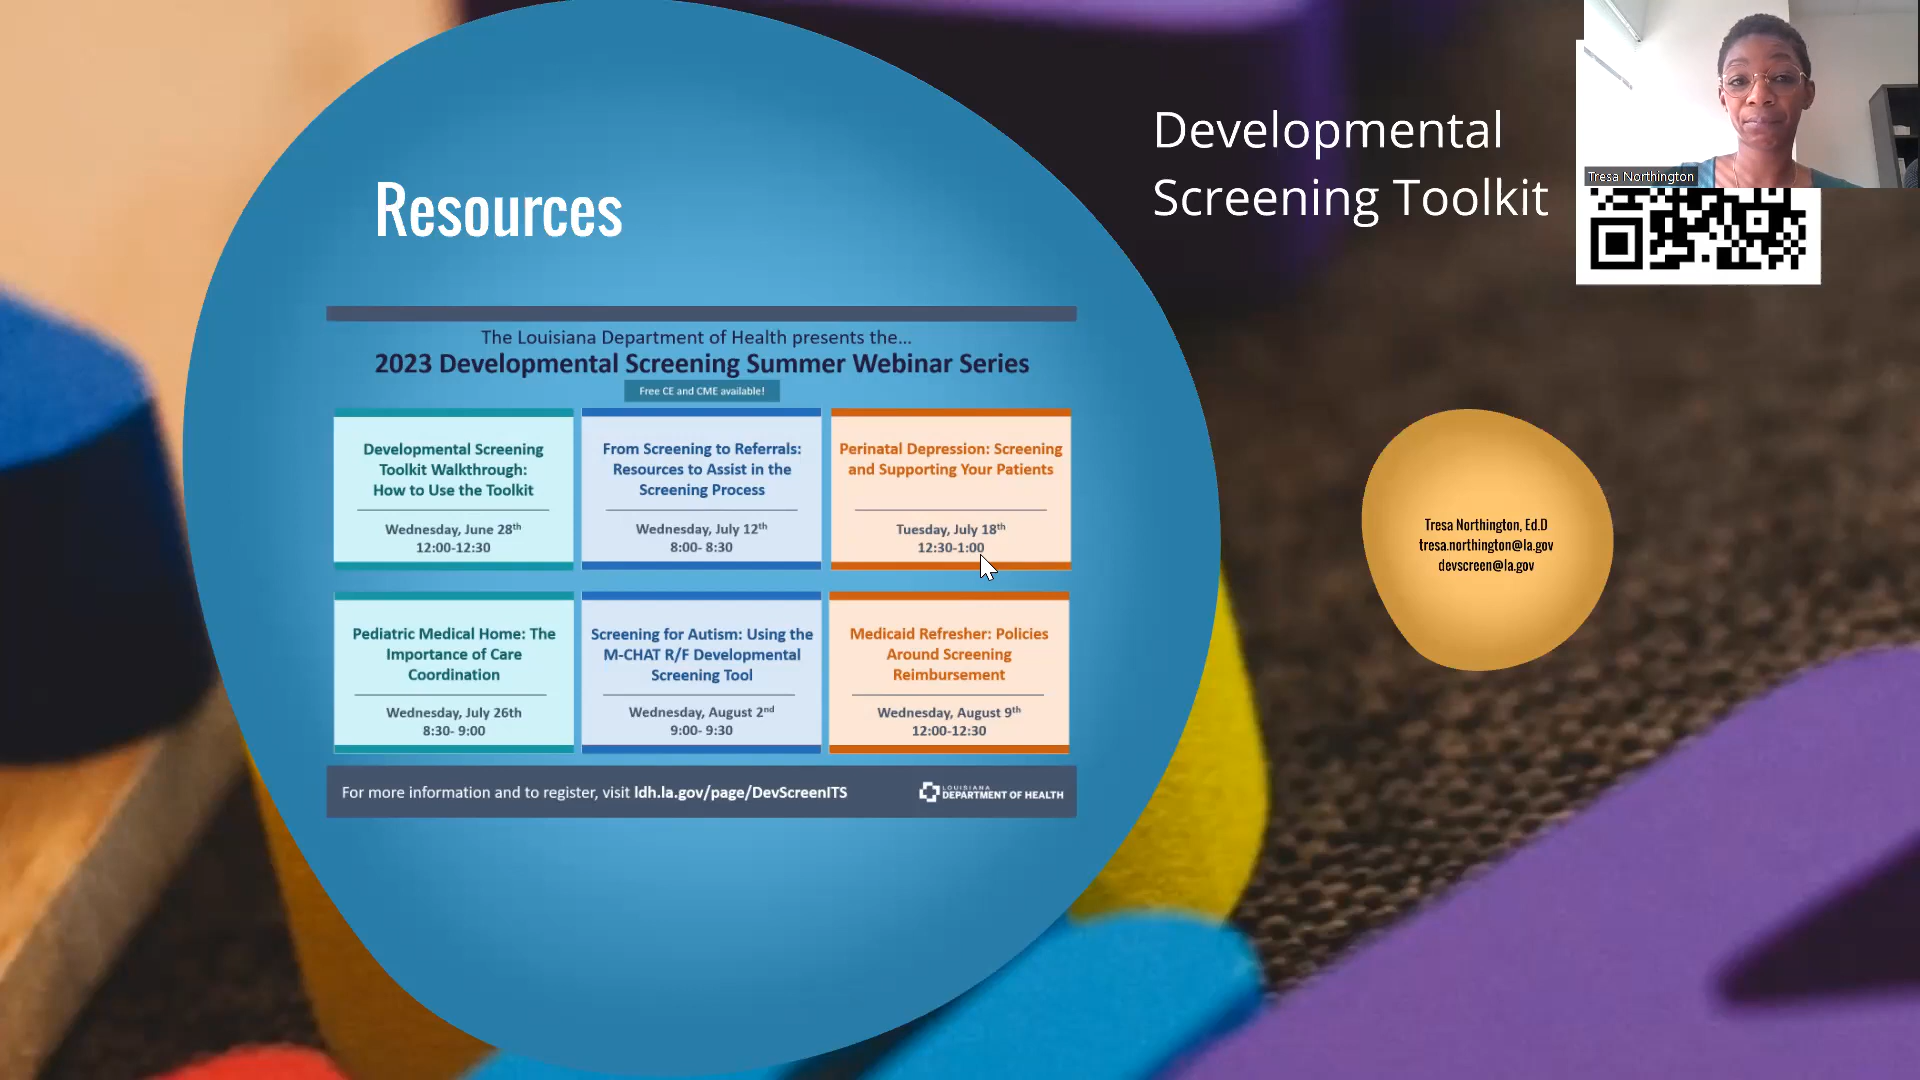 Resources
The Louisiana Department of Health presents the...
2023 Developmental Screening Summer Webinar Series
Free CE and CME available!
Developmental Screening
Toolkit Walkthrough:
How to Use the Toolkit
Wednesday, June 28th
12:00-12:30
From Screening to Referrals:
Resources to Assist in the
Screening Process
Wednesday, July 12th
8:00- 8:30
Perinatal Depression: Screening
and Supporting Your Patients
Tuesday, July 18th
12:30-1:00
Pediatric Medical Home: The
Importance of Care
Coordination
Wednesday, July 26th
8:30- 9:00
Screening for Autism: Using the
M-CHAT R/F Developmental
Screening Tool
Wednesday, August 2nd
9:00- 9:30
Medicaid Refresher: Policies
Around Screening
Reimbursement
Wednesday, August 9th
12:00-12:30
For more information and to register, visit ldh.la.gov/page/DevScreenITS
LOUISIANA
DEPARTMENT OF HEALTH
Developmental
Screening Toolkit
Tresa Northington
Tresa Northington, Ed.D
tresa.northington@la.gov
devscreen@la.gov